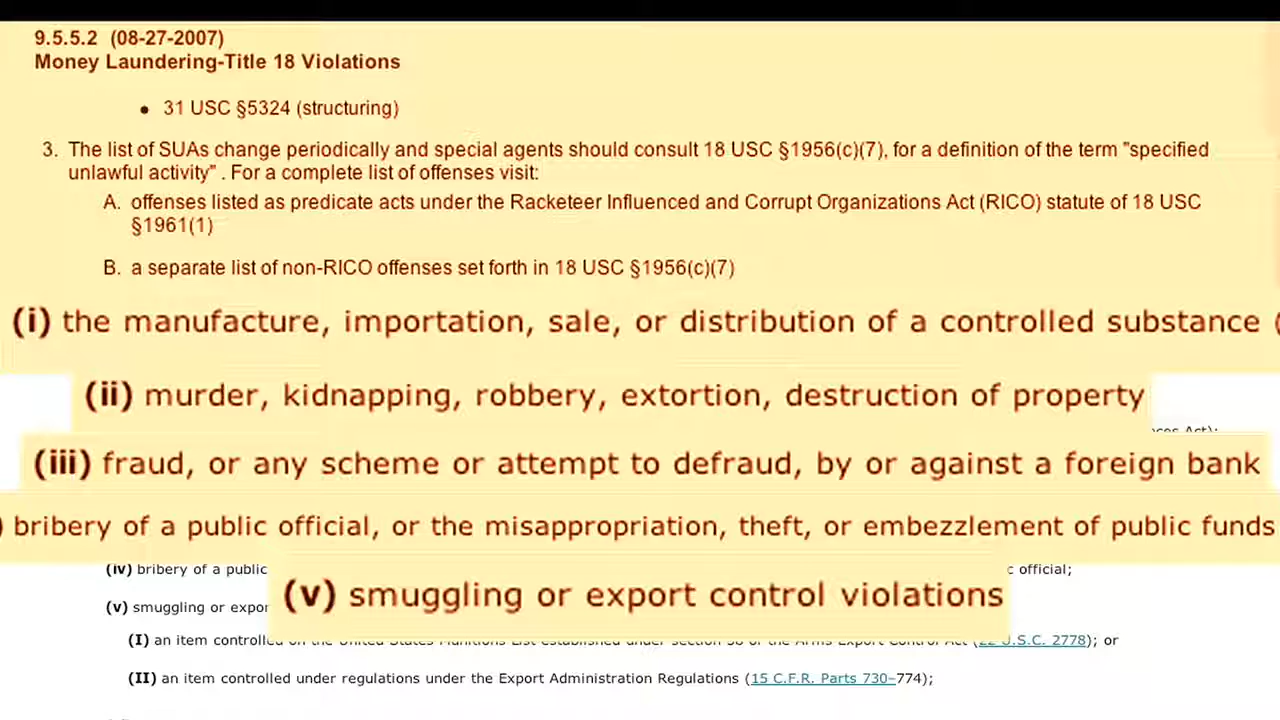 9.5.5.2 (08-27-2007)
Money Laundering-Title 18 Violations
• 31 USC §5324 (structuring)
3. The list of SUAs change periodically and special agents should consult 18 USC §1956(c)(7), for a definition of the term "specified
unlawful activity" . For a complete list of offenses visit:
A. offenses listed as predicate acts under the Racketeer Influenced and Corrupt Organizations Act (RICO) statute of 18 USC
§1961(1)
B. a separate list of non-RICO offenses set forth in 18 USC §1956(c)(7)
(i) the manufacture, importation, sale, or distribution of a controlled substance (
(ii) murder, kidnapping, robbery, extortion, destruction of property
Act);
(iii) fraud, or any scheme or attempt to defraud, by or against a foreign bank
) bribery of a public official, or the misappropriation, theft, or embezzlement of public funds
(iv) bribery of a public c official;
(v) smuggling or export control violations
(v) smuggling or expor
(I) an item controlled on the United States Munitions List established under section 38 of the Arms Export Control Act (22 U.S.C. 2778); or
(II) an item controlled under regulations under the Export Administration Regulations (15 C.F.R. Parts 730–774);